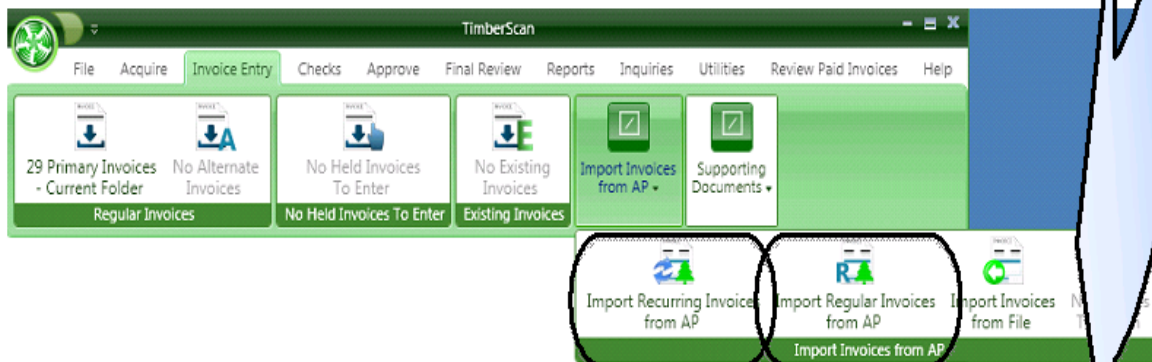 TimberScan
File Acquire Invoice Entry Checks Approve Final Review Reports Inquiries Utilities Review Paid Invoices Help
29 Primary Invoices
- Current Folder
No Alternate
Invoices
Regular Invoices
No Held Invoices
To Enter
No Held Invoices To Enter
No Existing
Invoices
Existing Invoices
Import Invoices
from AP
Supporting
Documents
Import Recurring Invoices
from AP
Import Regular Invoices
from AP
Import Invoices
from File
Import Invoices from AP